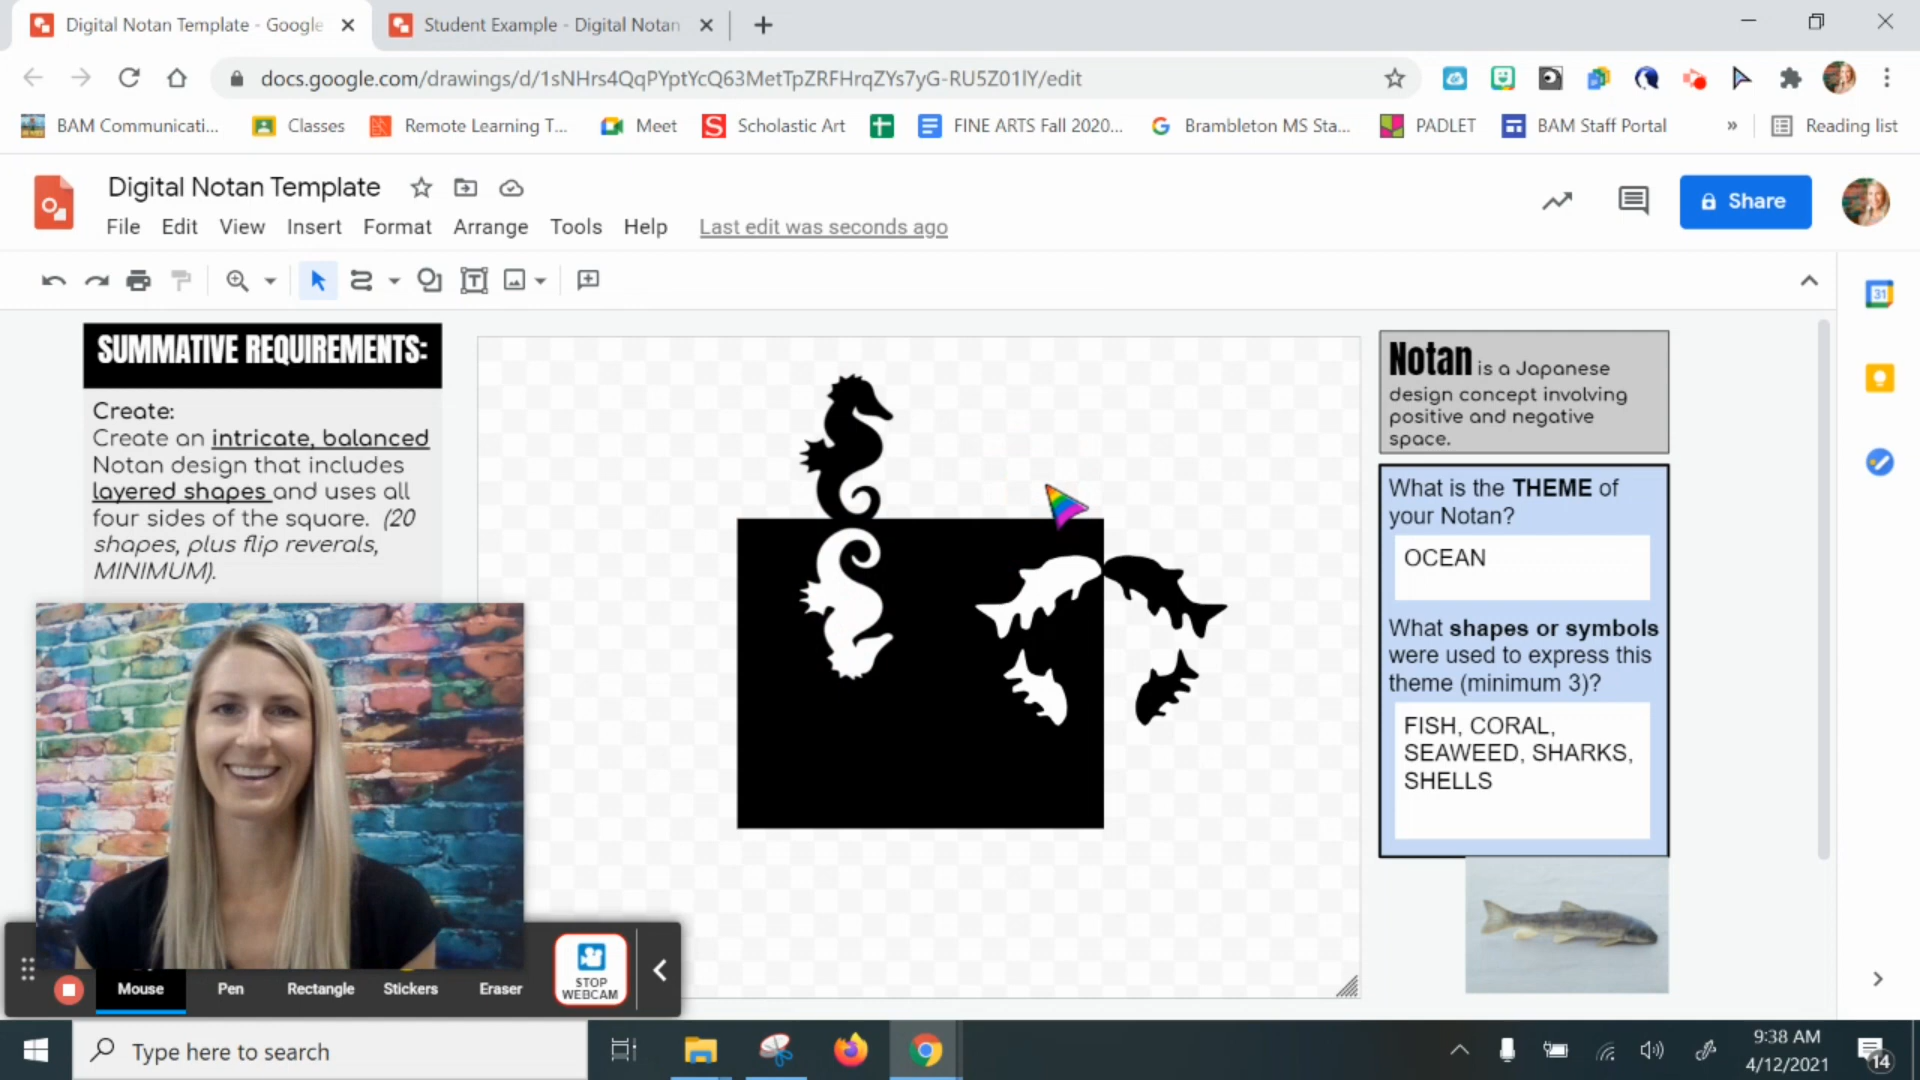 Digital Notan Template - Google
Student Example - Digital Notan
docs.google.com/drawings/d/1sNHrs4QqPYptYcQ63MetTpZRFHrqZYs7yG-RU5Z01lY/edit
BAM Communicati...
Classes
Remote Learning T...
Meet
S
Scholastic Art
FINE ARTS Fall 2020...
Brambleton MS Sta...
PADLET
BAM Staff Portal
»
Reading list
Digital Notan Template
Share
File Edit View Insert Format Arrange Tools Help
Last edit was seconds ago
31
SUMMATIVE REQUIREMENTS:
Create:
Create an intricate, balanced
Notan design that includes
layered shapes and uses all
four sides of the square. (20
shapes, plus flip reverals,
MINIMUM).
Notan is a Japanese
design concept involving
positive and negative
space.
What is the THEME of
your Notan?
OCEAN
What shapes or symbols
were used to express this
theme (minimum 3)?
FISH, CORAL,
SEAWEED, SHARKS,
SHELLS
Mouse
Pen
Rectangle
Stickers
Eraser
STOP
WEBCAM
Type here to search
9:38 AM
4/12/2021
14